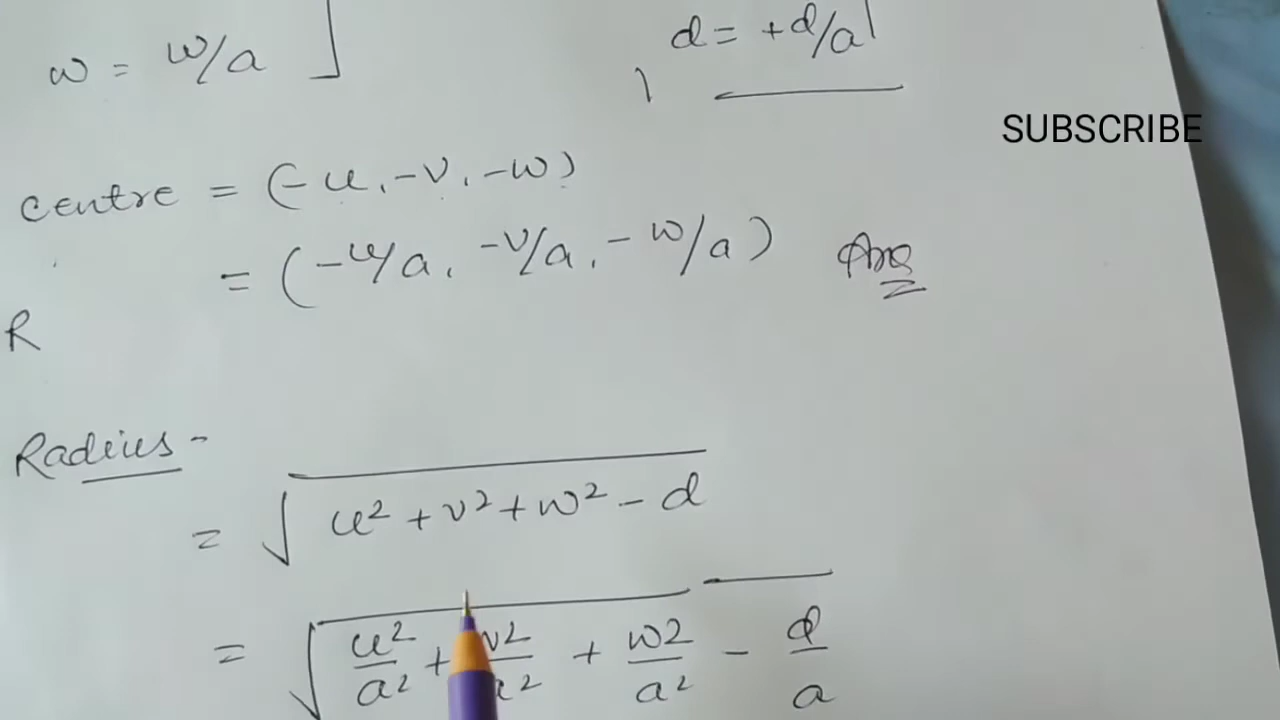 w = w/a ]
d = +d/a
SUBSCRIBE
Centre = (-u, -v, -w)
= (-u/a, -v/a, -w/a) Ans
R
Radius -
= √u² + v² + w² - d
= √u²/a² + v²/a² + w²/a² - d/a